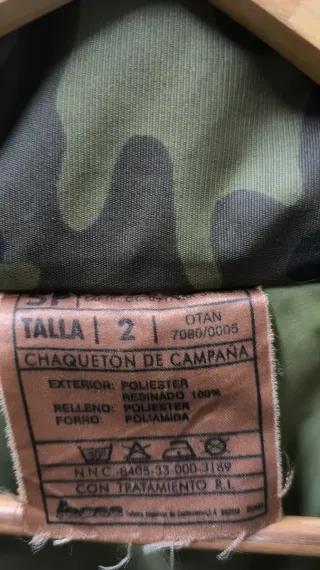 TALLA 2 OTAN
7080/0005
CHAQUETON DE CAMPAÑA
EXTERIOR: POLIESTER
RESINADO 100%
RELLENO: POLIESTER
FORRO: POLIAMIDA
N.N.C.-8405-33-000-3189
CON TRATAMIENTO R.I.